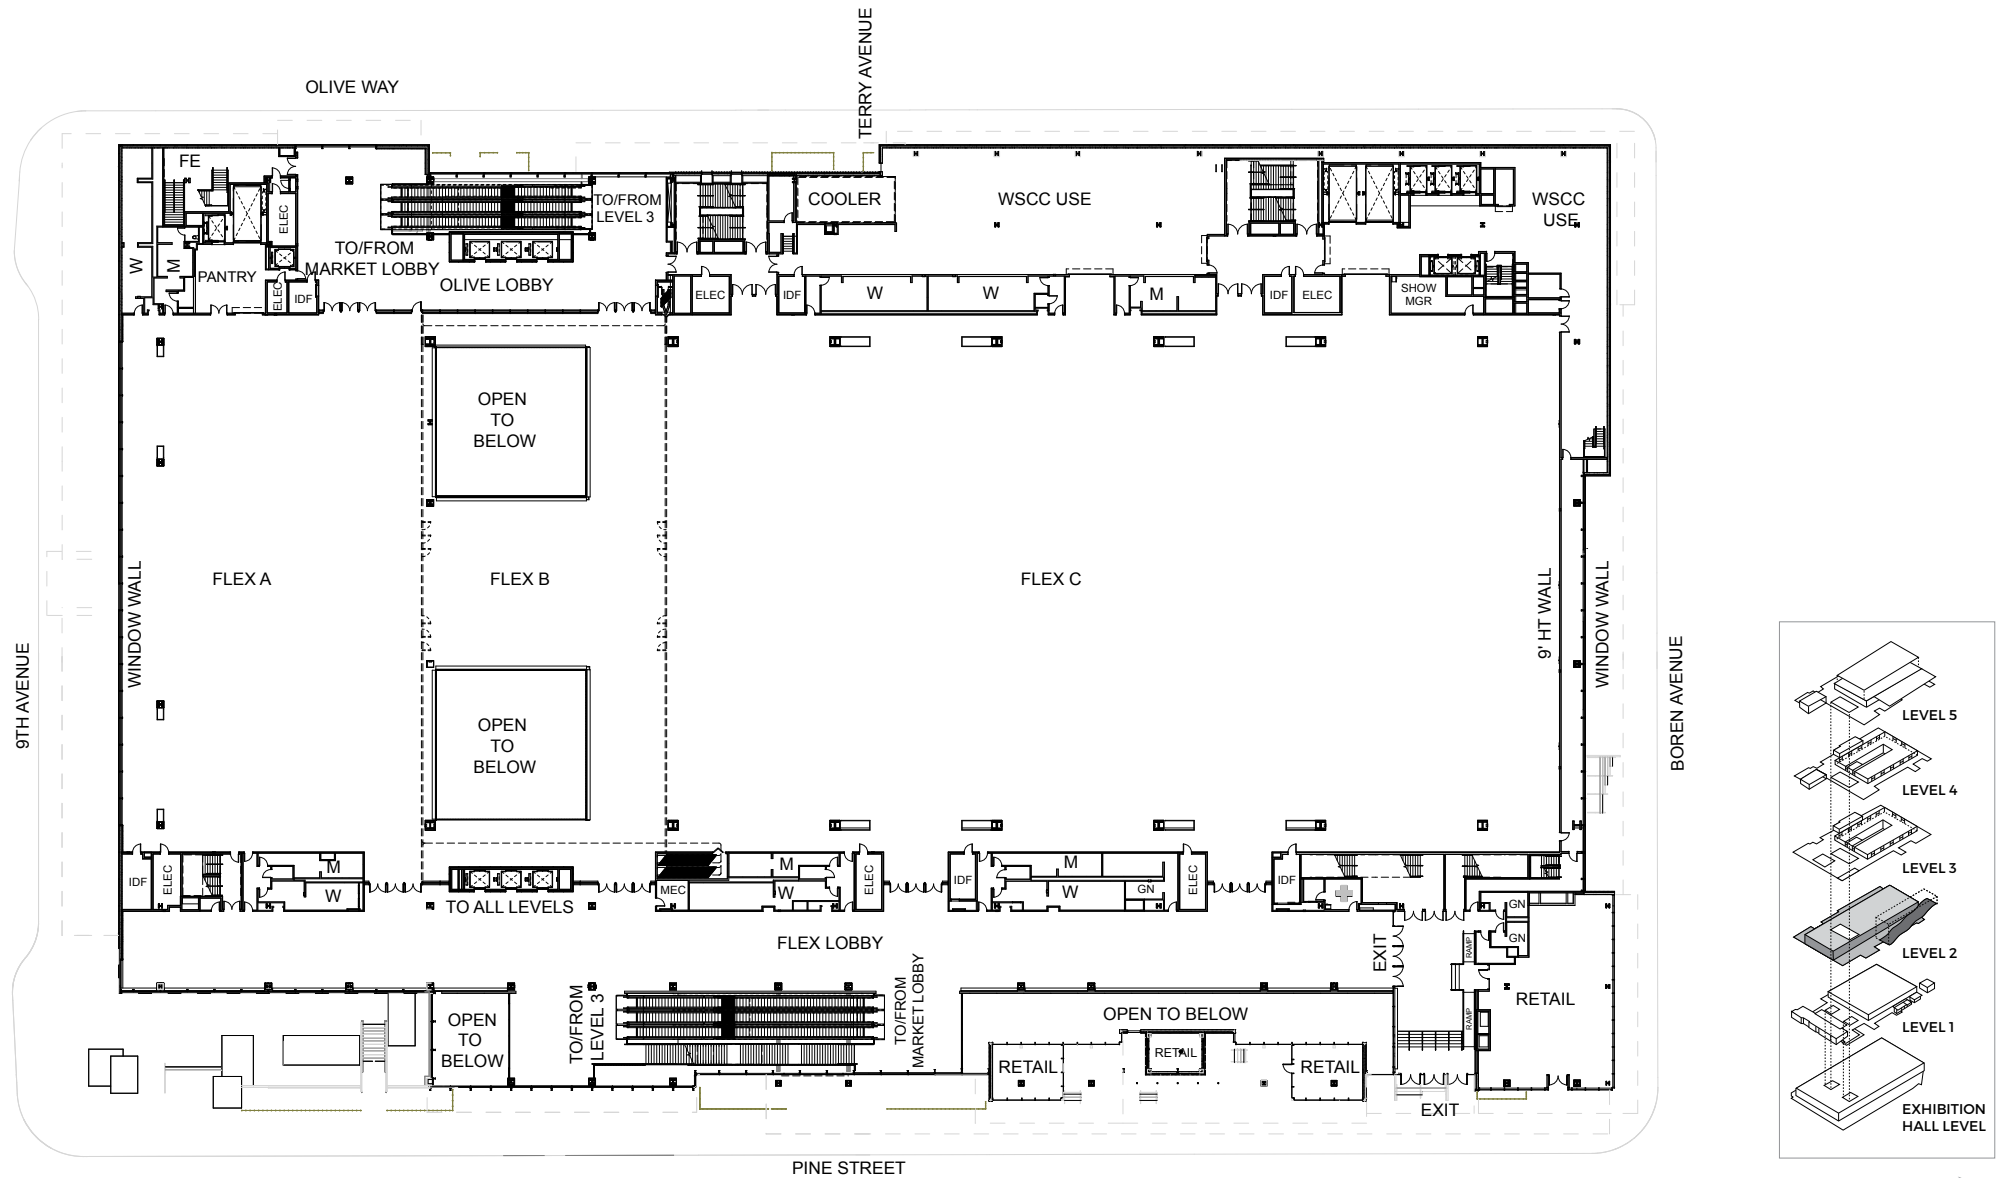 OLIVE WAY
TERRY AVENUE
FE
ELEC
W
M
PANTRY
ELEC
IDF
TO/FROM
MARKET LOBBY
TO/FROM
LEVEL 3
OLIVE LOBBY
COOLER
WSCC USE
WSCC
USE
ELEC
IDF
W
W
M
IDF
ELEC
SHOW
MGR
OPEN
TO
BELOW
FLEX A
FLEX B
FLEX C
WINDOW WALL
9' HT WALL
WINDOW WALL
9TH AVENUE
BOREN AVENUE
OPEN
TO
BELOW
IDF
ELEC
M
W
TO ALL LEVELS
MEC
M
W
ELEC
IDF
M
W
GN
ELEC
IDF
GN
GN
FLEX LOBBY
EXIT
RAMP
RAMP
RETAIL
OPEN
TO
BELOW
TO/FROM
LEVEL 3
TO/FROM
MARKET LOBBY
OPEN TO BELOW
RETAIL
RETAIL
RETAIL
EXIT
PINE STREET
LEVEL 5
LEVEL 4
LEVEL 3
LEVEL 2
LEVEL 1
EXHIBITION
HALL LEVEL